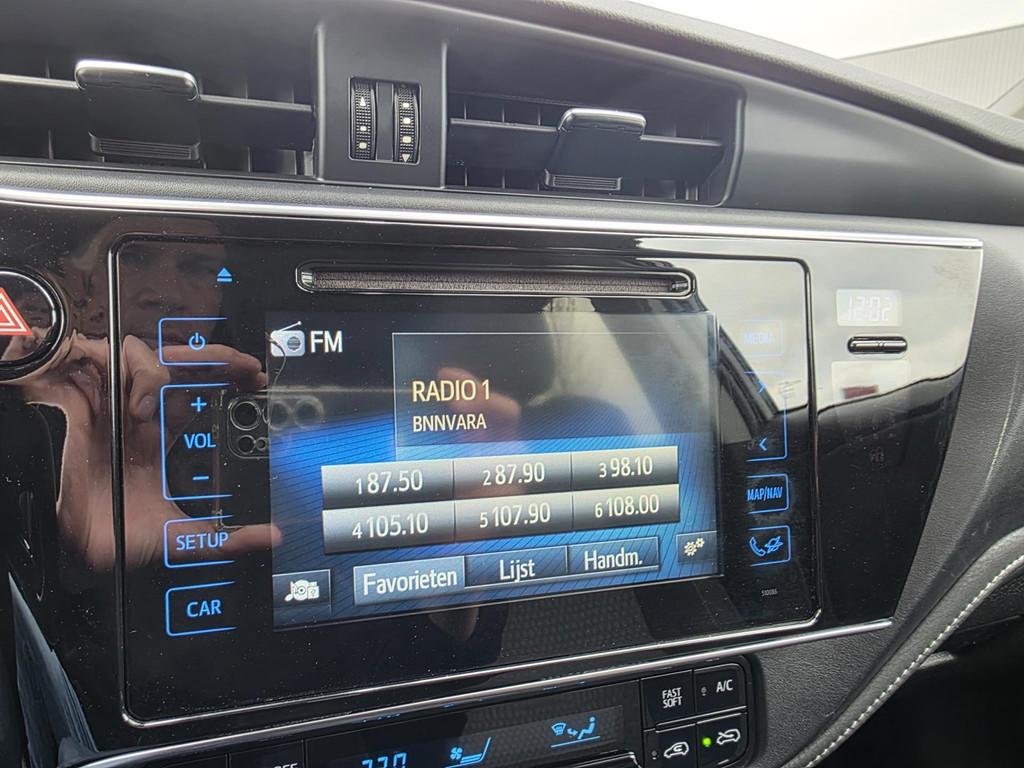 FM
MEDIA
12:02
RADIO 1
BNNVARA
+
VOL
−
1 87.50
2 87.90
3 98.10
4 105.10
5 107.90
6 108.00
MAP/NAV
SETUP
Favorieten
Lijst
Handm.
CAR
510086
FAST
SOFT
A/C